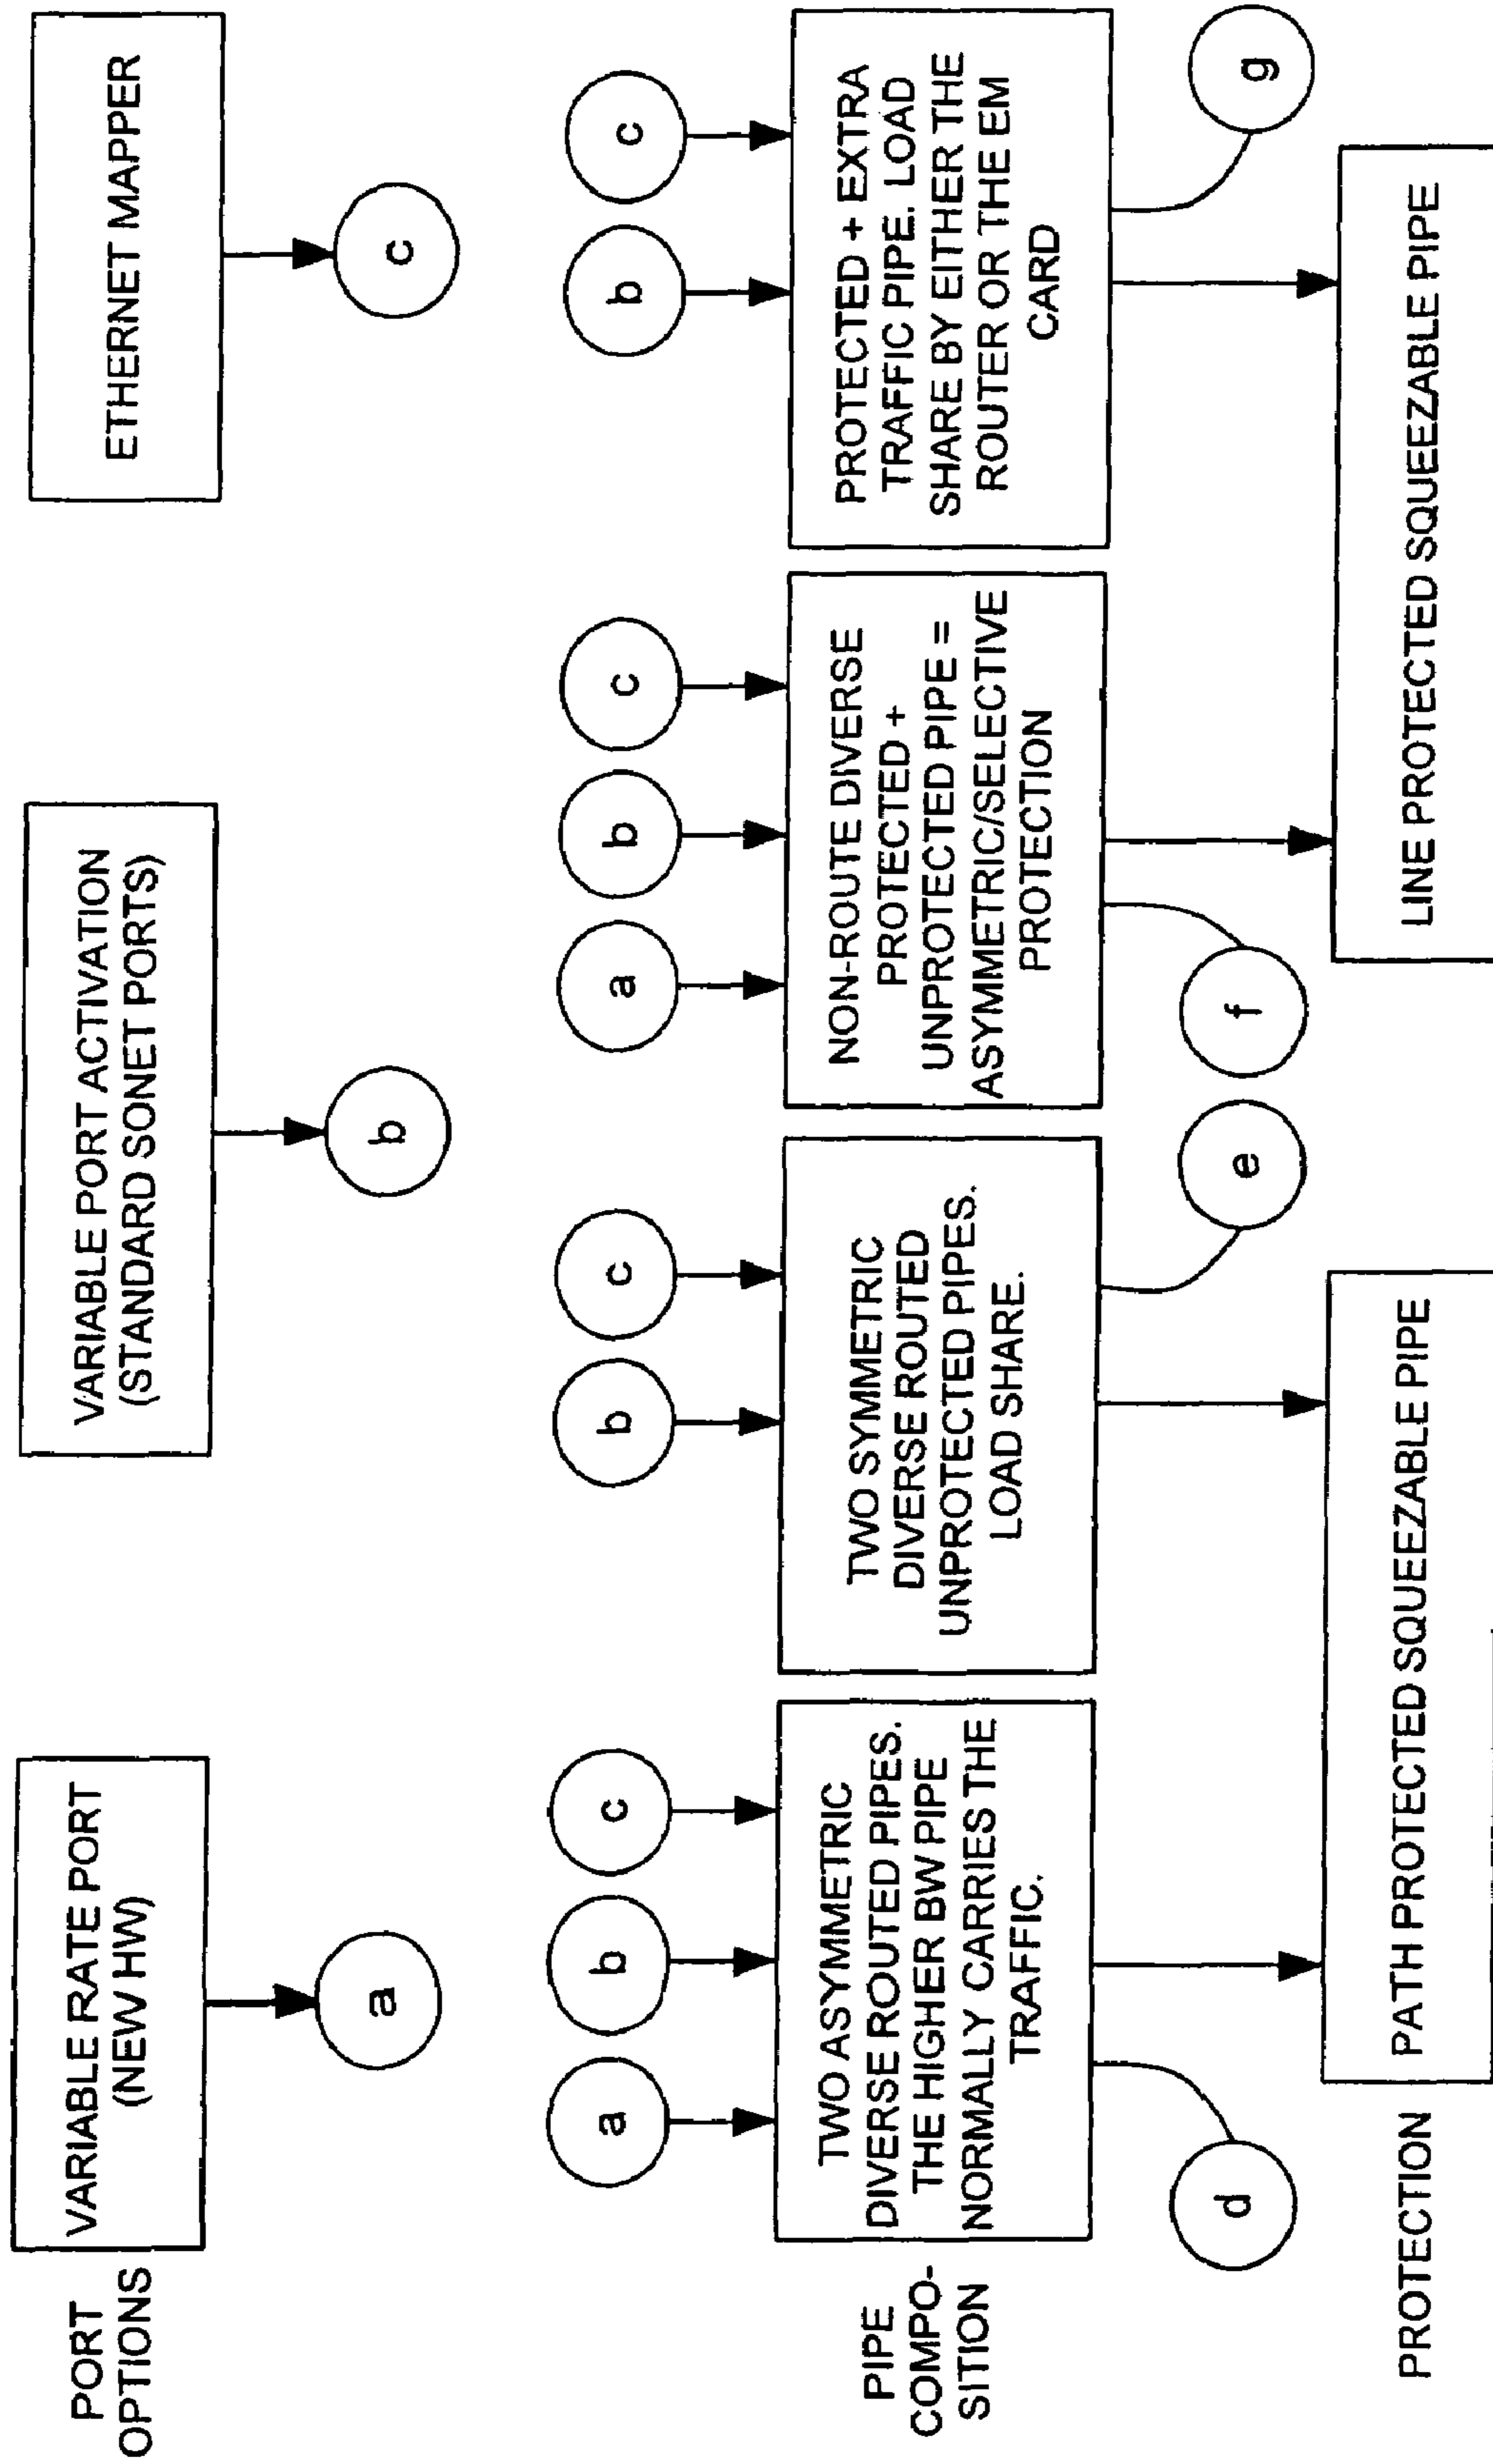 PORT
OPTIONS
VARIABLE RATE PORT
(NEW HW)
VARIABLE PORT ACTIVATION
(STANDARD SONET PORTS)
ETHERNET MAPPER
a
b
c
a
b
c
b
c
a
b
c
b
c
PIPE
COMPO-
SITION
TWO ASYMMETRIC
DIVERSE ROUTED PIPES.
THE HIGHER BW PIPE
NORMALLY CARRIES THE
TRAFFIC.
TWO SYMMETRIC
DIVERSE ROUTED
UNPROTECTED PIPES.
LOAD SHARE.
NON-ROUTE DIVERSE
PROTECTED +
UNPROTECTED PIPE =
ASYMMETRIC/SELECTIVE
PROTECTION
PROTECTED + EXTRA
TRAFFIC PIPE. LOAD
SHARE BY EITHER THE
ROUTER OR THE EM
CARD
d
e
f
g
PROTECTION
PATH PROTECTED SQUEEZABLE PIPE
LINE PROTECTED SQUEEZABLE PIPE